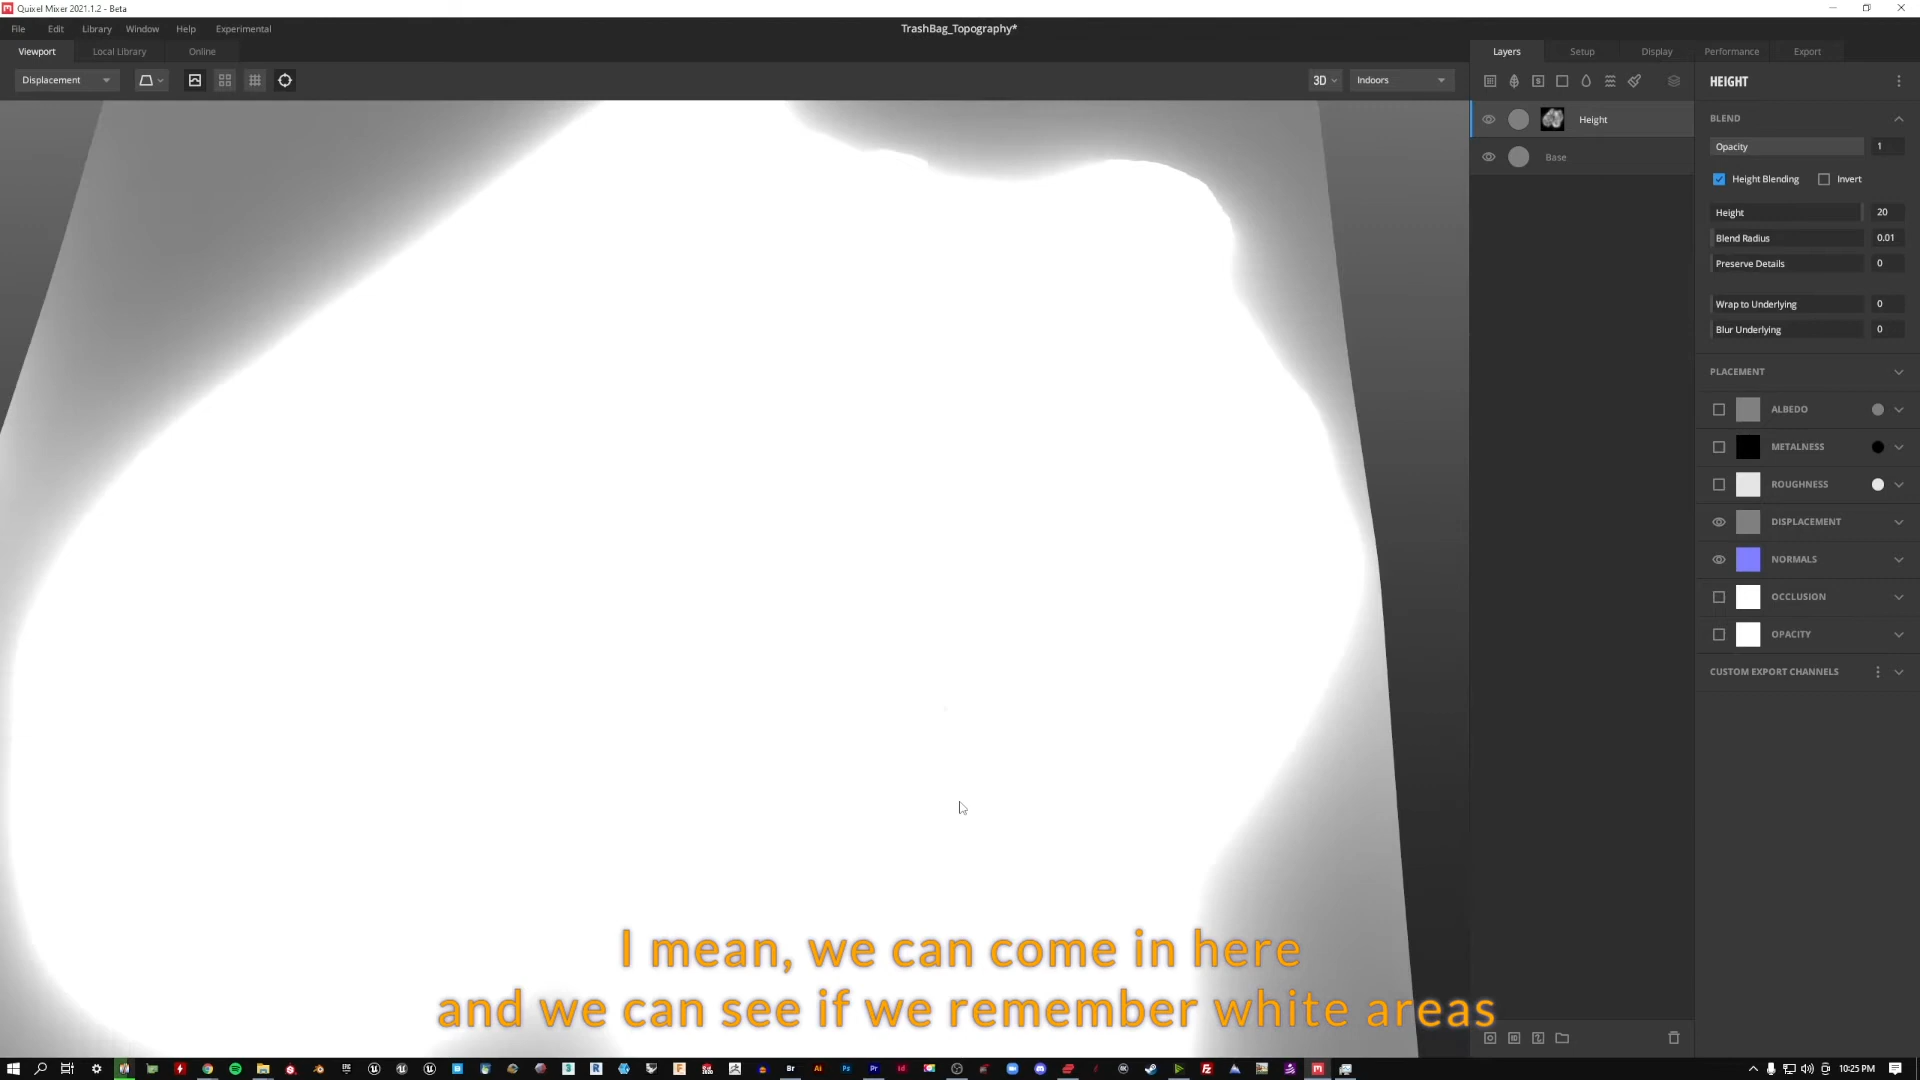 Quixel Mixer 2021.1.2 - Beta
File Edit Library Window Help Experimental
TrashBag_Topography*
Viewport Local Library Online
Layers Setup Display Performance Export
Displacement
3D Indoors
HEIGHT
Height
Base
BLEND
Opacity 1
Height Blending Invert
Height 20
Blend Radius 0.01
Preserve Details 0
Wrap to Underlying 0
Blur Underlying 0
PLACEMENT
ALBEDO
METALNESS
ROUGHNESS
DISPLACEMENT
NORMALS
OCCLUSION
OPACITY
CUSTOM EXPORT CHANNELS
I mean, we can come in here
and we can see if we remember white areas
10:25 PM